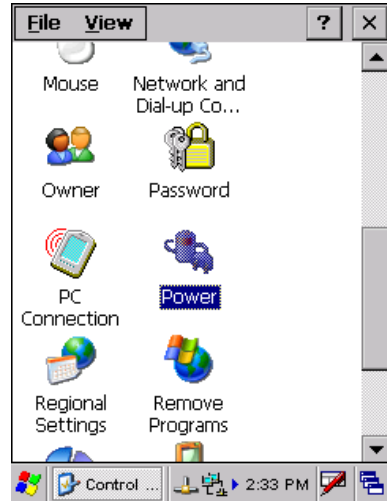 File View ? ×
Mouse Network and
Dial-up Co...
Owner Password
PC Power
Connection
Regional Remove
Settings Programs
Control ... 2:33 PM